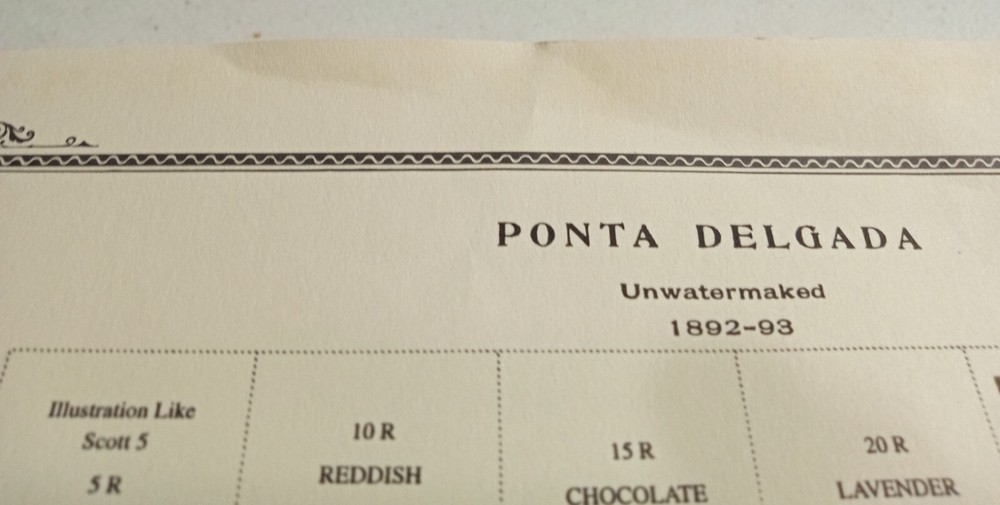 PONTA DELGADA
Unwatermaked
1892-93
Illustration Like
Scott 5
5 R
10 R
REDDISH
15 R
CHOCOLATE
20 R
LAVENDER